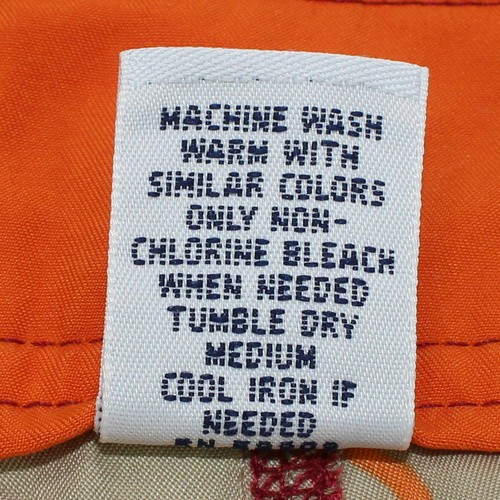 MACHINE WASH
WARM WITH
SIMILAR COLORS
ONLY NON-
CHLORINE BLEACH
WHEN NEEDED
TUMBLE DRY
MEDIUM
COOL IRON IF
NEEDED